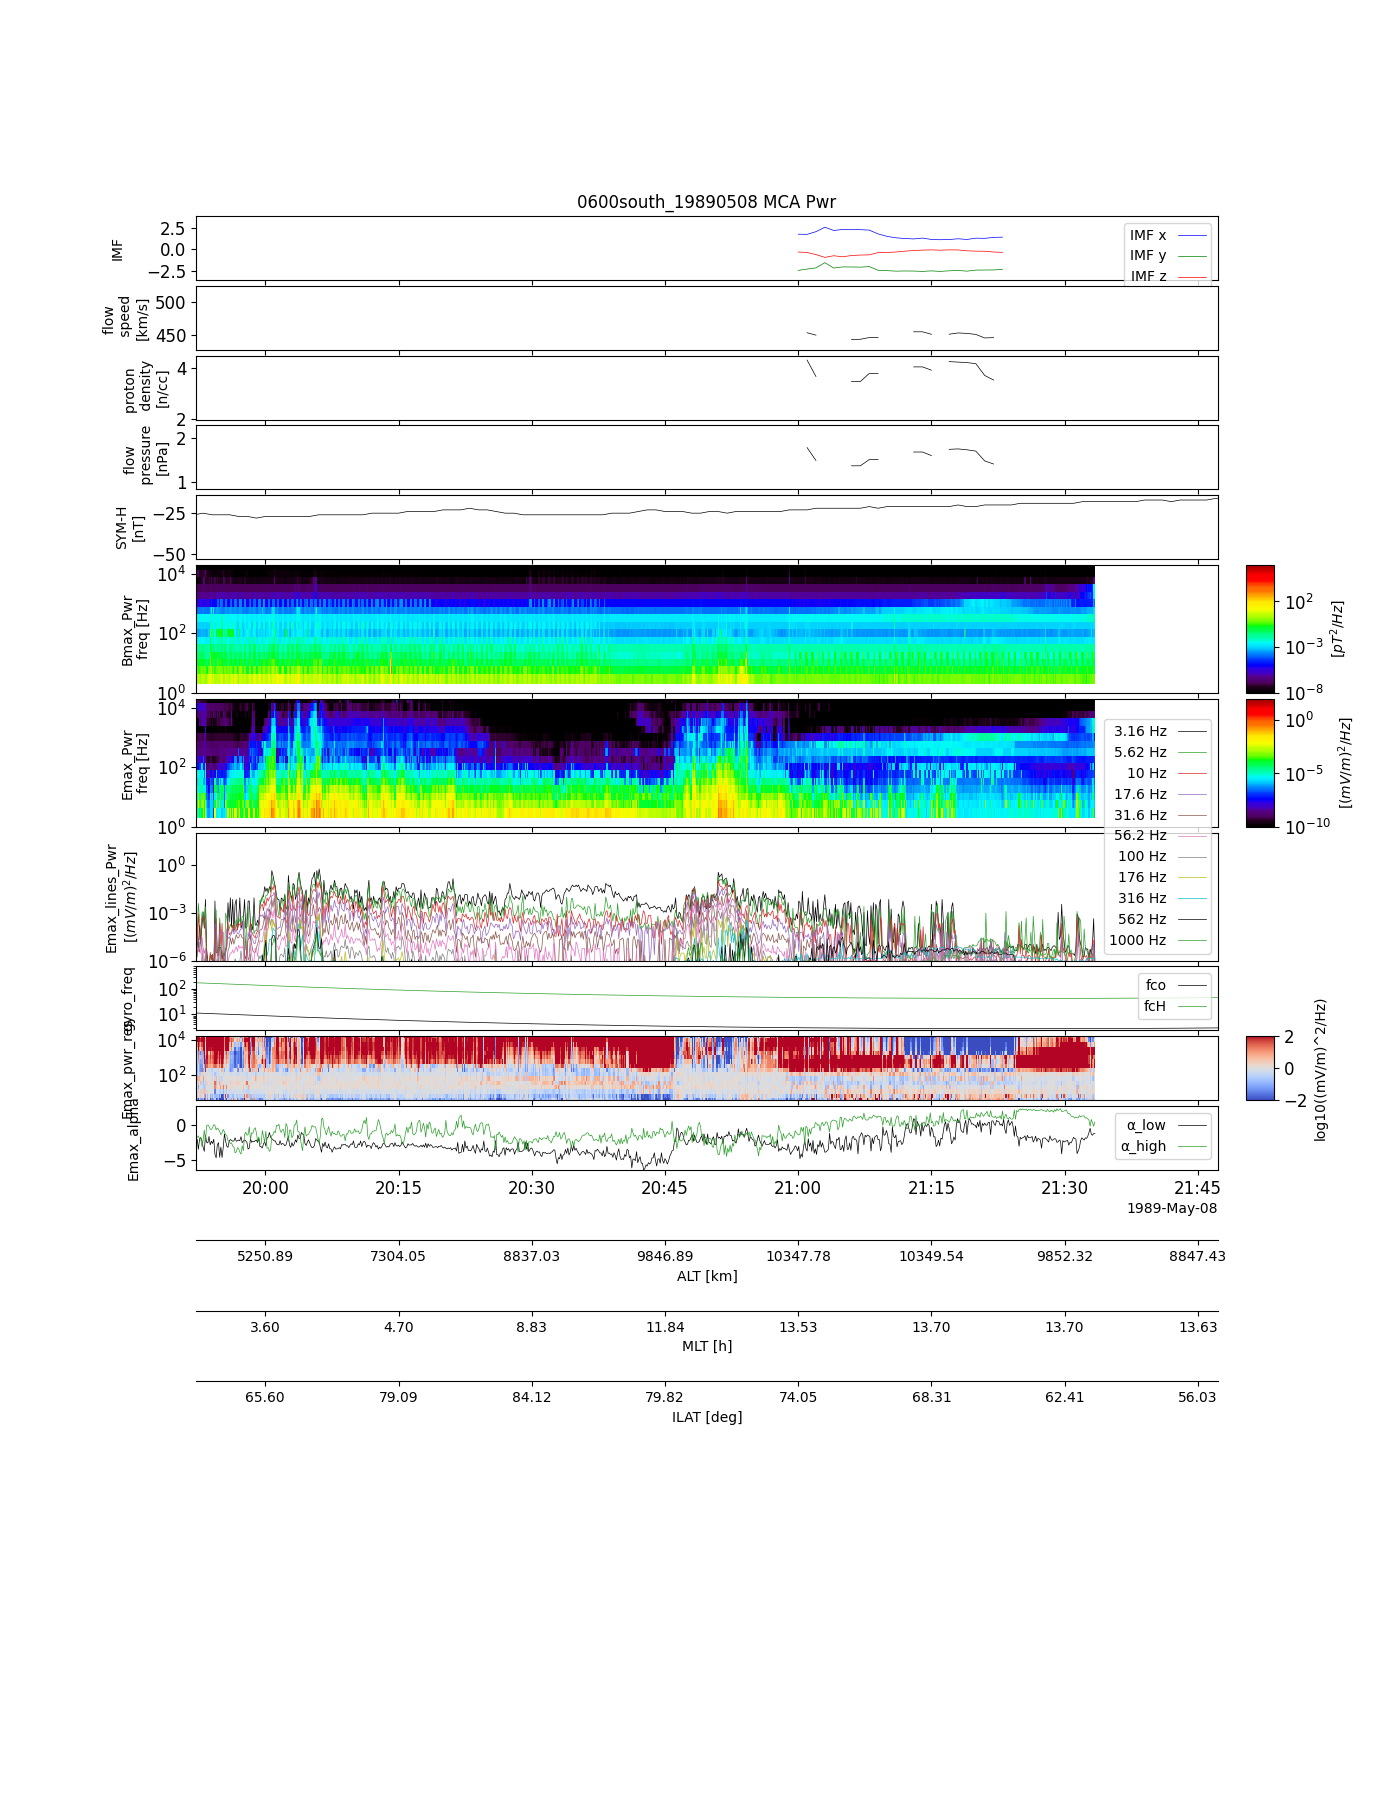 0600south_19890508 MCA Pwr
IMF
2.5
0.0
−2.5
IMF x
IMF y
IMF z
flow
speed
[km/s]
500
450
proton
density
[n/cc]
4
2
flow
pressure
[nPa]
2
1
SYM-H
[nT]
−25
−50
Bmax_Pwr
freq [Hz]
10^4
10^2
10^0
10^2
10^−3
10^−8
[pT^2/Hz]
Emax_Pwr
freq [Hz]
10^4
10^2
10^0
10^0
10^−5
10^−10
[(mV/m)^2/Hz]
3.16 Hz
5.62 Hz
10 Hz
17.6 Hz
31.6 Hz
56.2 Hz
100 Hz
176 Hz
316 Hz
562 Hz
1000 Hz
Emax_lines_Pwr
[(mV/m)^2/Hz]
10^0
10^−3
10^−6
gyro_freq
10^2
10^1
fco
fcH
Emax_pwr_reg
10^4
10^2
2
0
−2
log10((mV/m)^2/Hz)
Emax_alpha
0
−5
α_low
α_high
20:00 20:15 20:30 20:45 21:00 21:15 21:30 21:45
1989-May-08
5250.89 7304.05 8837.03 9846.89 10347.78 10349.54 9852.32 8847.43
ALT [km]
3.60 4.70 8.83 11.84 13.53 13.70 13.70 13.63
MLT [h]
65.60 79.09 84.12 79.82 74.05 68.31 62.41 56.03
ILAT [deg]